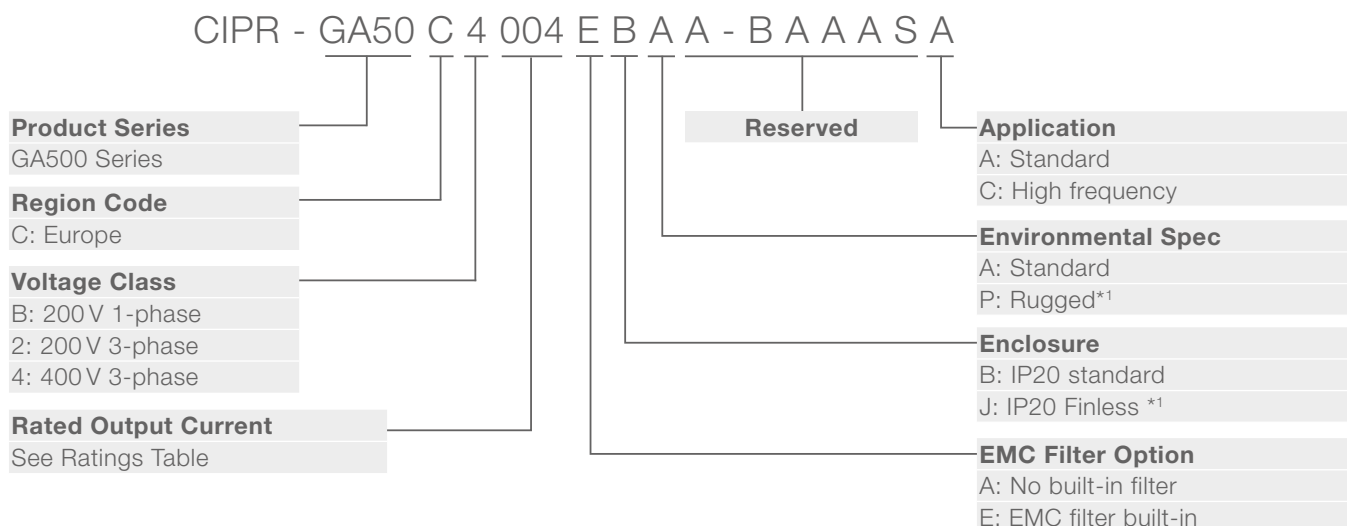 CIPR - GA50 C 4 004 E B A A - B A A A S A
Product Series
GA500 Series
Region Code
C: Europe
Voltage Class
B: 200 V 1-phase
2: 200 V 3-phase
4: 400 V 3-phase
Rated Output Current
See Ratings Table
Reserved
Application
A: Standard
C: High frequency
Environmental Spec
A: Standard
P: Rugged*1
Enclosure
B: IP20 standard
J: IP20 Finless *1
EMC Filter Option
A: No built-in filter
E: EMC filter built-in